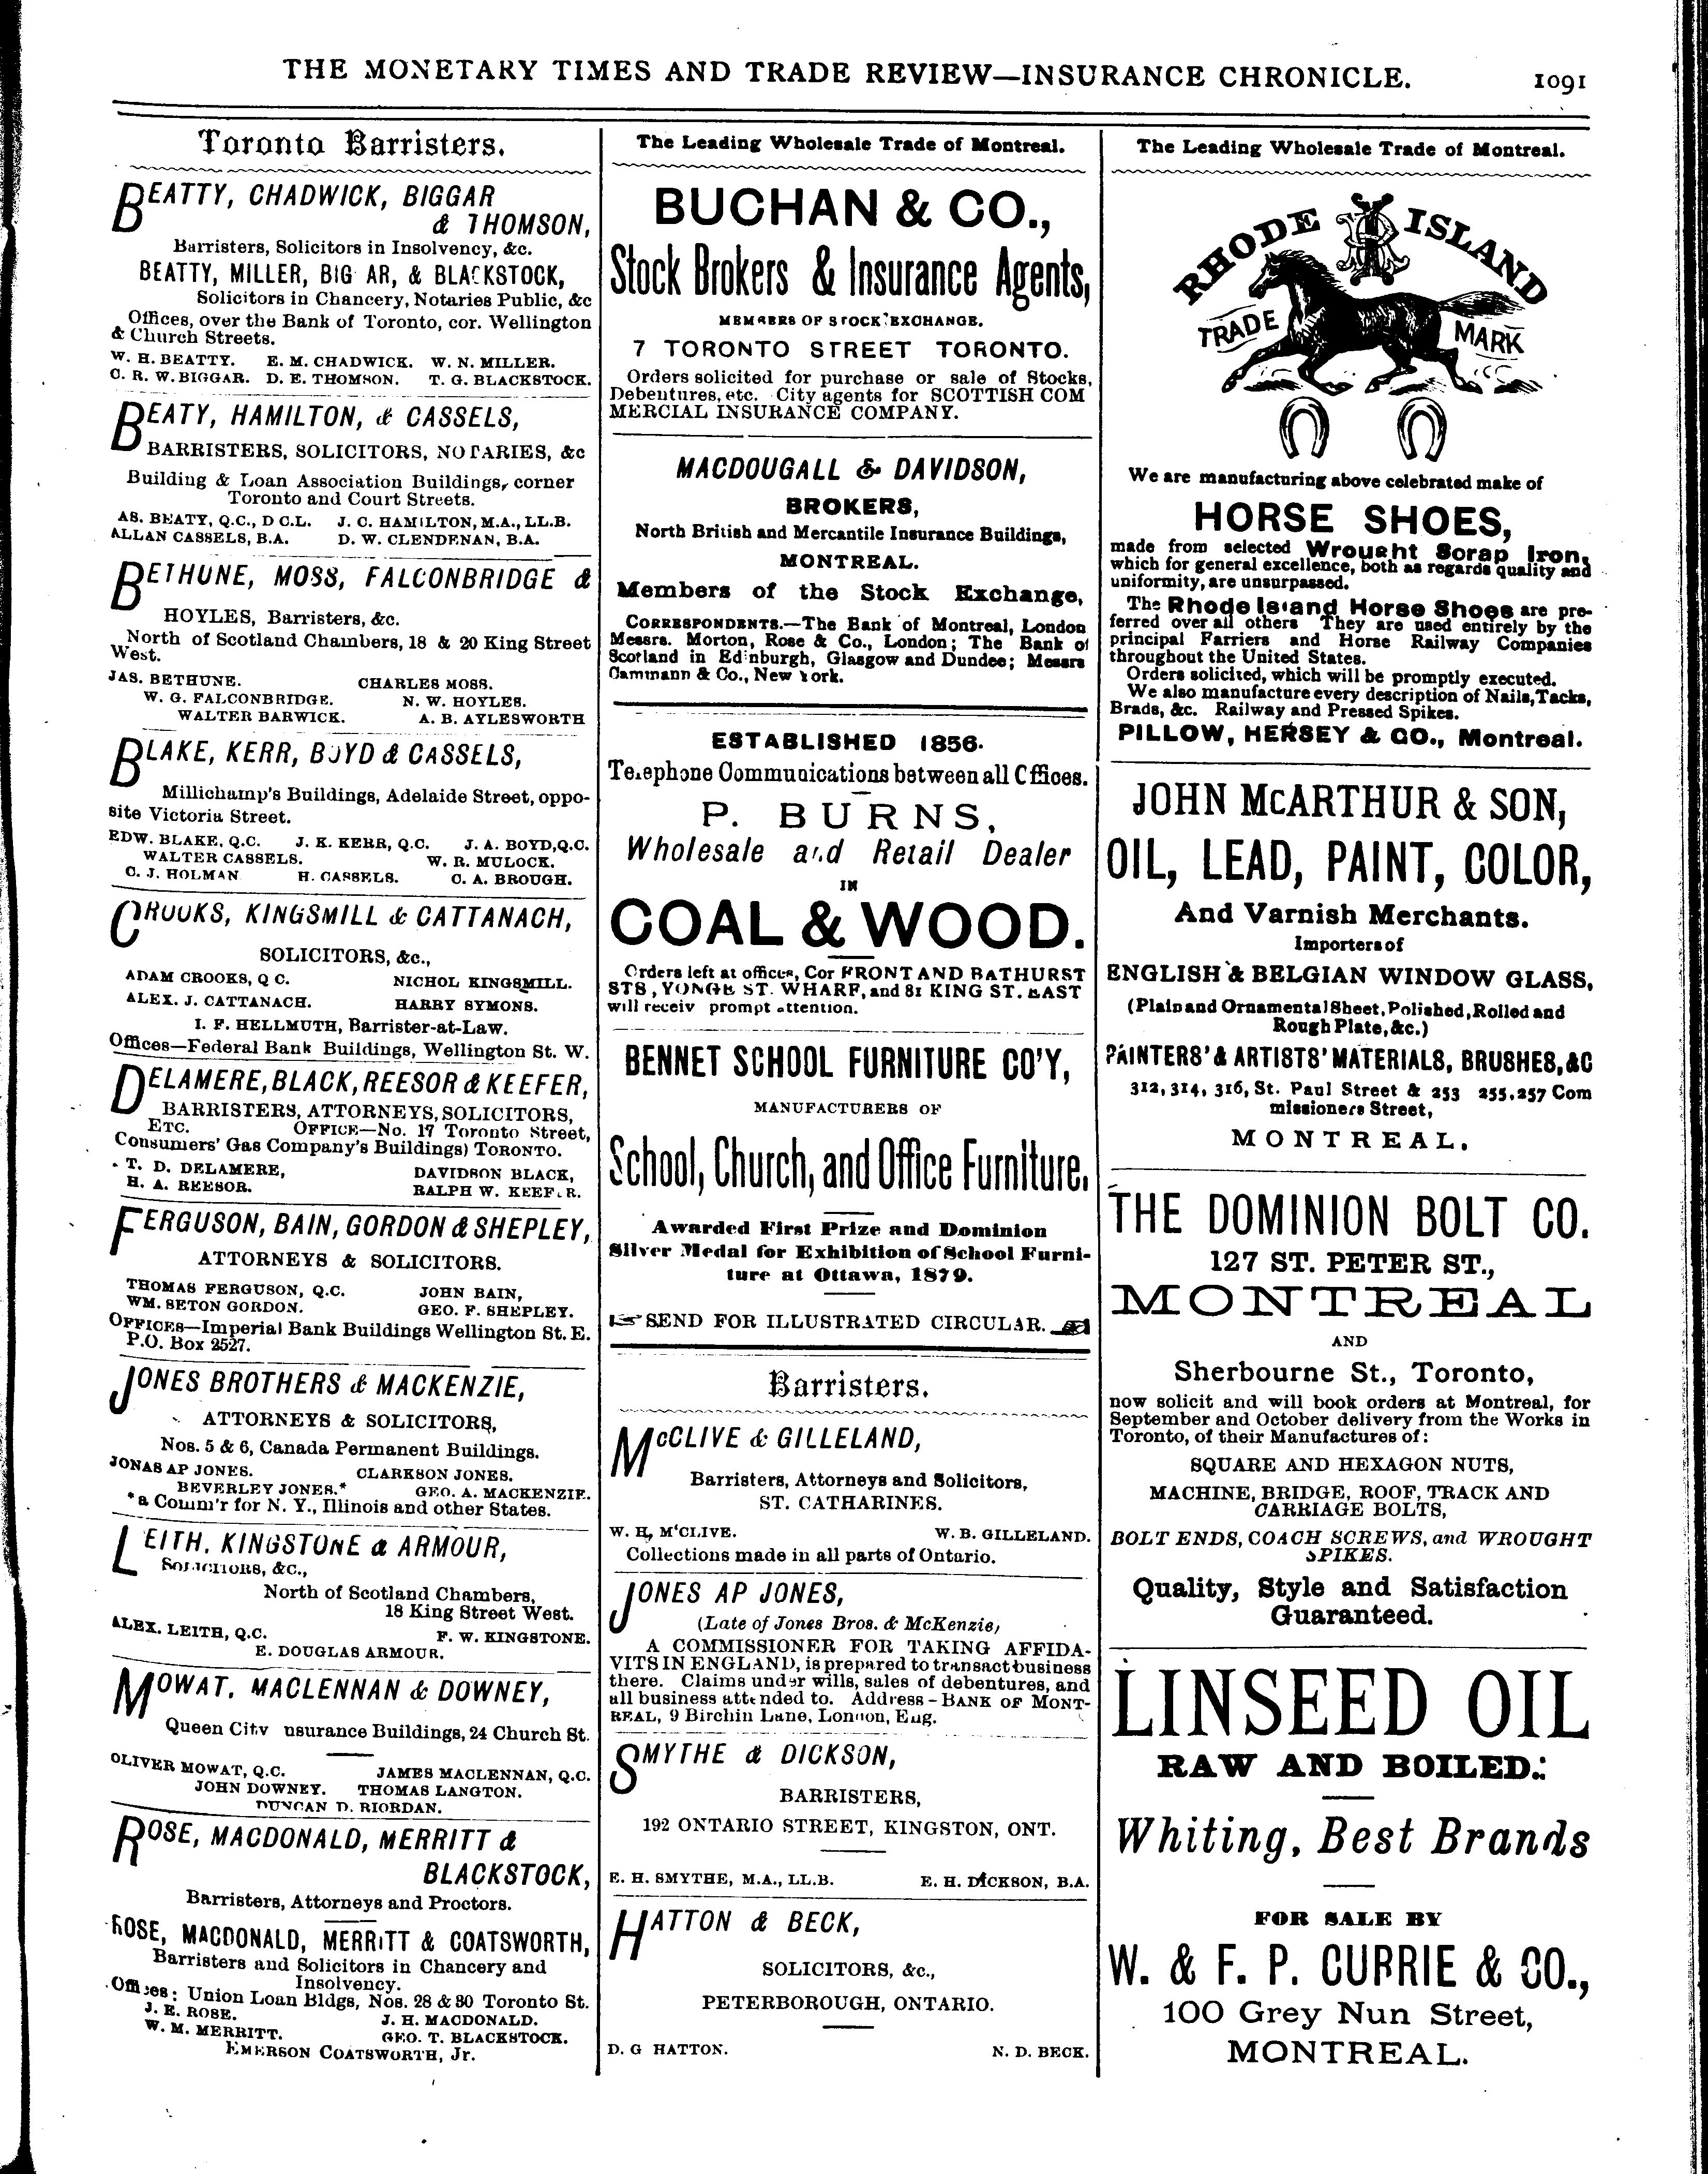 THE MONETARY TIMES AND TRADE REVIEW—INSURANCE CHRONICLE. 1091
Toronto Barristers.
BEATTY, CHADWICK, BIGGAR
& THOMSON,
Barristers, Solicitors in Insolvency, &c.
BEATTY, MILLER, BIG AR, & BLACKSTOCK,
Solicitors in Chancery, Notaries Public, &c
Offices, over the Bank of Toronto, cor. Wellington
& Church Streets.
W. H. BEATTY. E. M. CHADWICK. W. N. MILLER.
C. R. W. BIGGAR. D. E. THOMSON. T. G. BLACKSTOCK.
BEATY, HAMILTON, & CASSELS,
BARRISTERS, SOLICITORS, NOTARIES, &c
Building & Loan Association Buildings, corner
Toronto and Court Streets.
AS. BEATY, Q.C., D C.L. J. C. HAMILTON, M.A., LL.B.
ALLAN CASSELS, B.A. D. W. CLENDENAN, B.A.
BETHUNE, MOSS, FALCONBRIDGE &
HOYLES, Barristers, &c.
North of Scotland Chambers, 18 & 20 King Street
West.
JAS. BETHUNE. CHARLES MOSS.
W. G. FALCONBRIDGE. N. W. HOYLES.
WALTER BARWICK. A. B. AYLESWORTH
BLAKE, KERR, BOYD & CASSELS,
Millichamp's Buildings, Adelaide Street, oppo-
site Victoria Street.
EDW. BLAKE, Q.C. J. K. KERR, Q.C. J. A. BOYD, Q.C.
WALTER CASSELS. W. R. MULOCK.
C. J. HOLMAN H. CASSELS. C. A. BROUGH.
CROOKS, KINGSMILL & CATTANACH,
SOLICITORS, &c.,
ADAM CROOKS, Q C. NICHOL KINGSMILL.
ALEX. J. CATTANACH. HARRY SYMONS.
I. F. HELLMUTH, Barrister-at-Law.
Offices—Federal Bank Buildings, Wellington St. W.
DELAMERE, BLACK, REESOR & KEEFER,
BARRISTERS, ATTORNEYS, SOLICITORS,
ETC. OFFICE—No. 17 Toronto Street,
Consumers' Gas Company's Buildings) TORONTO.
T. D. DELAMERE, DAVIDSON BLACK,
H. A. REESOR. RALPH W. KEEFER.
FERGUSON, BAIN, GORDON & SHEPLEY,
ATTORNEYS & SOLICITORS.
THOMAS FERGUSON, Q.C. JOHN BAIN,
WM. SETON GORDON. GEO. F. SHEPLEY.
OFFICES—Imperial Bank Buildings Wellington St. E.
P.O. Box 2527.
JONES BROTHERS & MACKENZIE,
ATTORNEYS & SOLICITORS,
Nos. 5 & 6, Canada Permanent Buildings.
JONAS AP JONES. CLARKSON JONES.
BEVERLEY JONES.* GEO. A. MACKENZIE.
*a Comm'r for N. Y., Illinois and other States.
LEITH, KINGSTONE & ARMOUR,
SOLICITORS, &C.,
North of Scotland Chambers,
18 King Street West.
ALEX. LEITH, Q.C. F. W. KINGSTONE.
E. DOUGLAS ARMOUR.
MOWAT, MACLENNAN & DOWNEY,
Queen City nsurance Buildings, 24 Church St.
OLIVER MOWAT, Q.C. JAMES MACLENNAN, Q.C.
JOHN DOWNEY. THOMAS LANGTON.
DUNCAN D. RIORDAN.
ROSE, MACDONALD, MERRITT &
BLACKSTOCK,
Barristers, Attorneys and Proctors.
ROSE, MACDONALD, MERRITT & COATSWORTH,
Barristers and Solicitors in Chancery and
Insolvency.
Offices: Union Loan Bldgs, Nos. 28 & 30 Toronto St.
J. E. ROSE. J. H. MACDONALD.
W. M. MERRITT. GEO. T. BLACKSTOCK.
EMERSON COATSWORTH, Jr.
The Leading Wholesale Trade of Montreal.
BUCHAN & CO.,
Stock Brokers & Insurance Agents,
MEMBERS OF STOCK EXCHANGE.
7 TORONTO STREET TORONTO.
Orders solicited for purchase or sale of Stocks,
Debentures, etc. City agents for SCOTTISH COM
MERCIAL INSURANCE COMPANY.
MACDOUGALL & DAVIDSON,
BROKERS,
North British and Mercantile Insurance Buildings,
MONTREAL.
Members of the Stock Exchange,
CORRESPONDENTS.—The Bank of Montreal, London
Messrs. Morton, Rose & Co., London; The Bank of
Scotland in Edinburgh, Glasgow and Dundee; Messrs
Cammann & Co., New York.
ESTABLISHED 1856.
Telephone Communications between all Offices.
P. BURNS,
Wholesale and Retail Dealer
IN
COAL & WOOD.
Orders left at offices, Cor FRONT AND BATHURST
STS, YONGE ST. WHARF, and 81 KING ST. EAST
will receiv prompt attention.
BENNET SCHOOL FURNITURE CO'Y,
MANUFACTURERS OF
School, Church, and Office Furniture.
Awarded First Prize and Dominion
Silver Medal for Exhibition of School Furni-
ture at Ottawa, 1879.
SEND FOR ILLUSTRATED CIRCULAR.
Barristers.
McCLIVE & GILLELAND,
Barristers, Attorneys and Solicitors,
ST. CATHARINES.
W. H. M'CLIVE. W. B. GILLELAND.
Collections made in all parts of Ontario.
JONES AP JONES,
(Late of Jones Bros. & McKenzie)
A COMMISSIONER FOR TAKING AFFIDA-
VITS IN ENGLAND, is prepared to transact business
there. Claims under wills, sales of debentures, and
all business attended to. Address—BANK OF MONT-
REAL, 9 Birchin Lane, London, Eng.
SMYTHE & DICKSON,
BARRISTERS,
192 ONTARIO STREET, KINGSTON, ONT.
E. H. SMYTHE, M.A., LL.B. E. H. DICKSON, B.A.
HATTON & BECK,
SOLICITORS, &c.,
PETERBOROUGH, ONTARIO.
D. G HATTON. N. D. BECK.
The Leading Wholesale Trade of Montreal.
RHODE ISLAND
TRADE MARK
We are manufacturing above celebrated make of
HORSE SHOES,
made from selected Wrought Scrap Iron,
which for general excellence, both as regards quality and
uniformity, are unsurpassed.
The Rhode Island Horse Shoes are pre-
ferred over all others They are used entirely by the
principal Farriers and Horse Railway Companies
throughout the United States.
Orders solicited, which will be promptly executed.
We also manufacture every description of Nails, Tacks,
Brads, &c. Railway and Pressed Spikes.
PILLOW, HERSEY & CO., Montreal.
JOHN McARTHUR & SON,
OIL, LEAD, PAINT, COLOR,
And Varnish Merchants.
Importers of
ENGLISH & BELGIAN WINDOW GLASS,
(Plain and Ornamental Sheet, Polished, Rolled and
Rough Plate, &c.)
PAINTERS' & ARTISTS' MATERIALS, BRUSHES, &C
312, 314, 316, St. Paul Street & 253 255, 257 Com
missioners Street,
MONTREAL.
THE DOMINION BOLT CO.
127 ST. PETER ST.,
MONTREAL
AND
Sherbourne St., Toronto,
now solicit and will book orders at Montreal, for
September and October delivery from the Works in
Toronto, of their Manufactures of:
SQUARE AND HEXAGON NUTS,
MACHINE, BRIDGE, ROOF, TRACK AND
CARRIAGE BOLTS,
BOLT ENDS, COACH SCREWS, and WROUGHT
SPIKES.
Quality, Style and Satisfaction
Guaranteed.
LINSEED OIL
RAW AND BOILED.
Whiting, Best Brands
FOR SALE BY
W. & F. P. CURRIE & CO.,
100 Grey Nun Street,
MONTREAL.